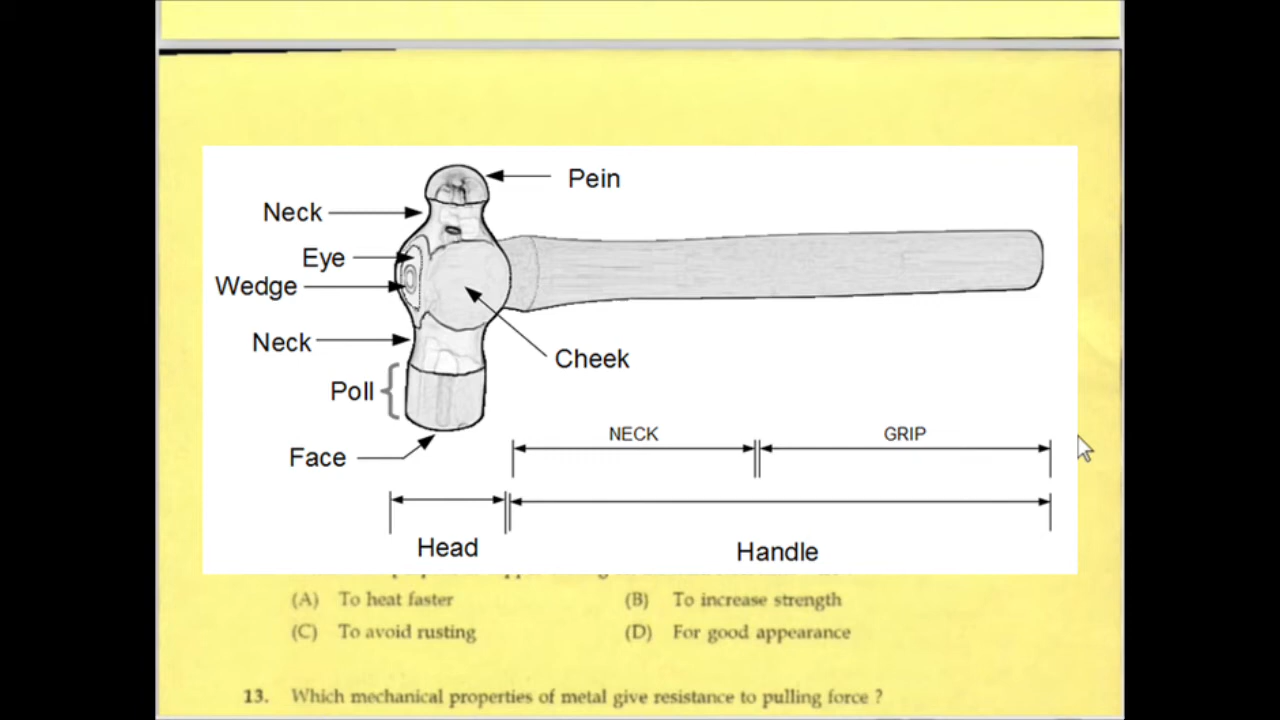 Pein
Neck
Eye
Wedge
Neck
Cheek
Poll
NECK GRIP
Face
Head Handle
(A) To heat faster (B) To increase strength
(C) To avoid rusting (D) For good appearance
13. Which mechanical properties of metal give resistance to pulling force ?